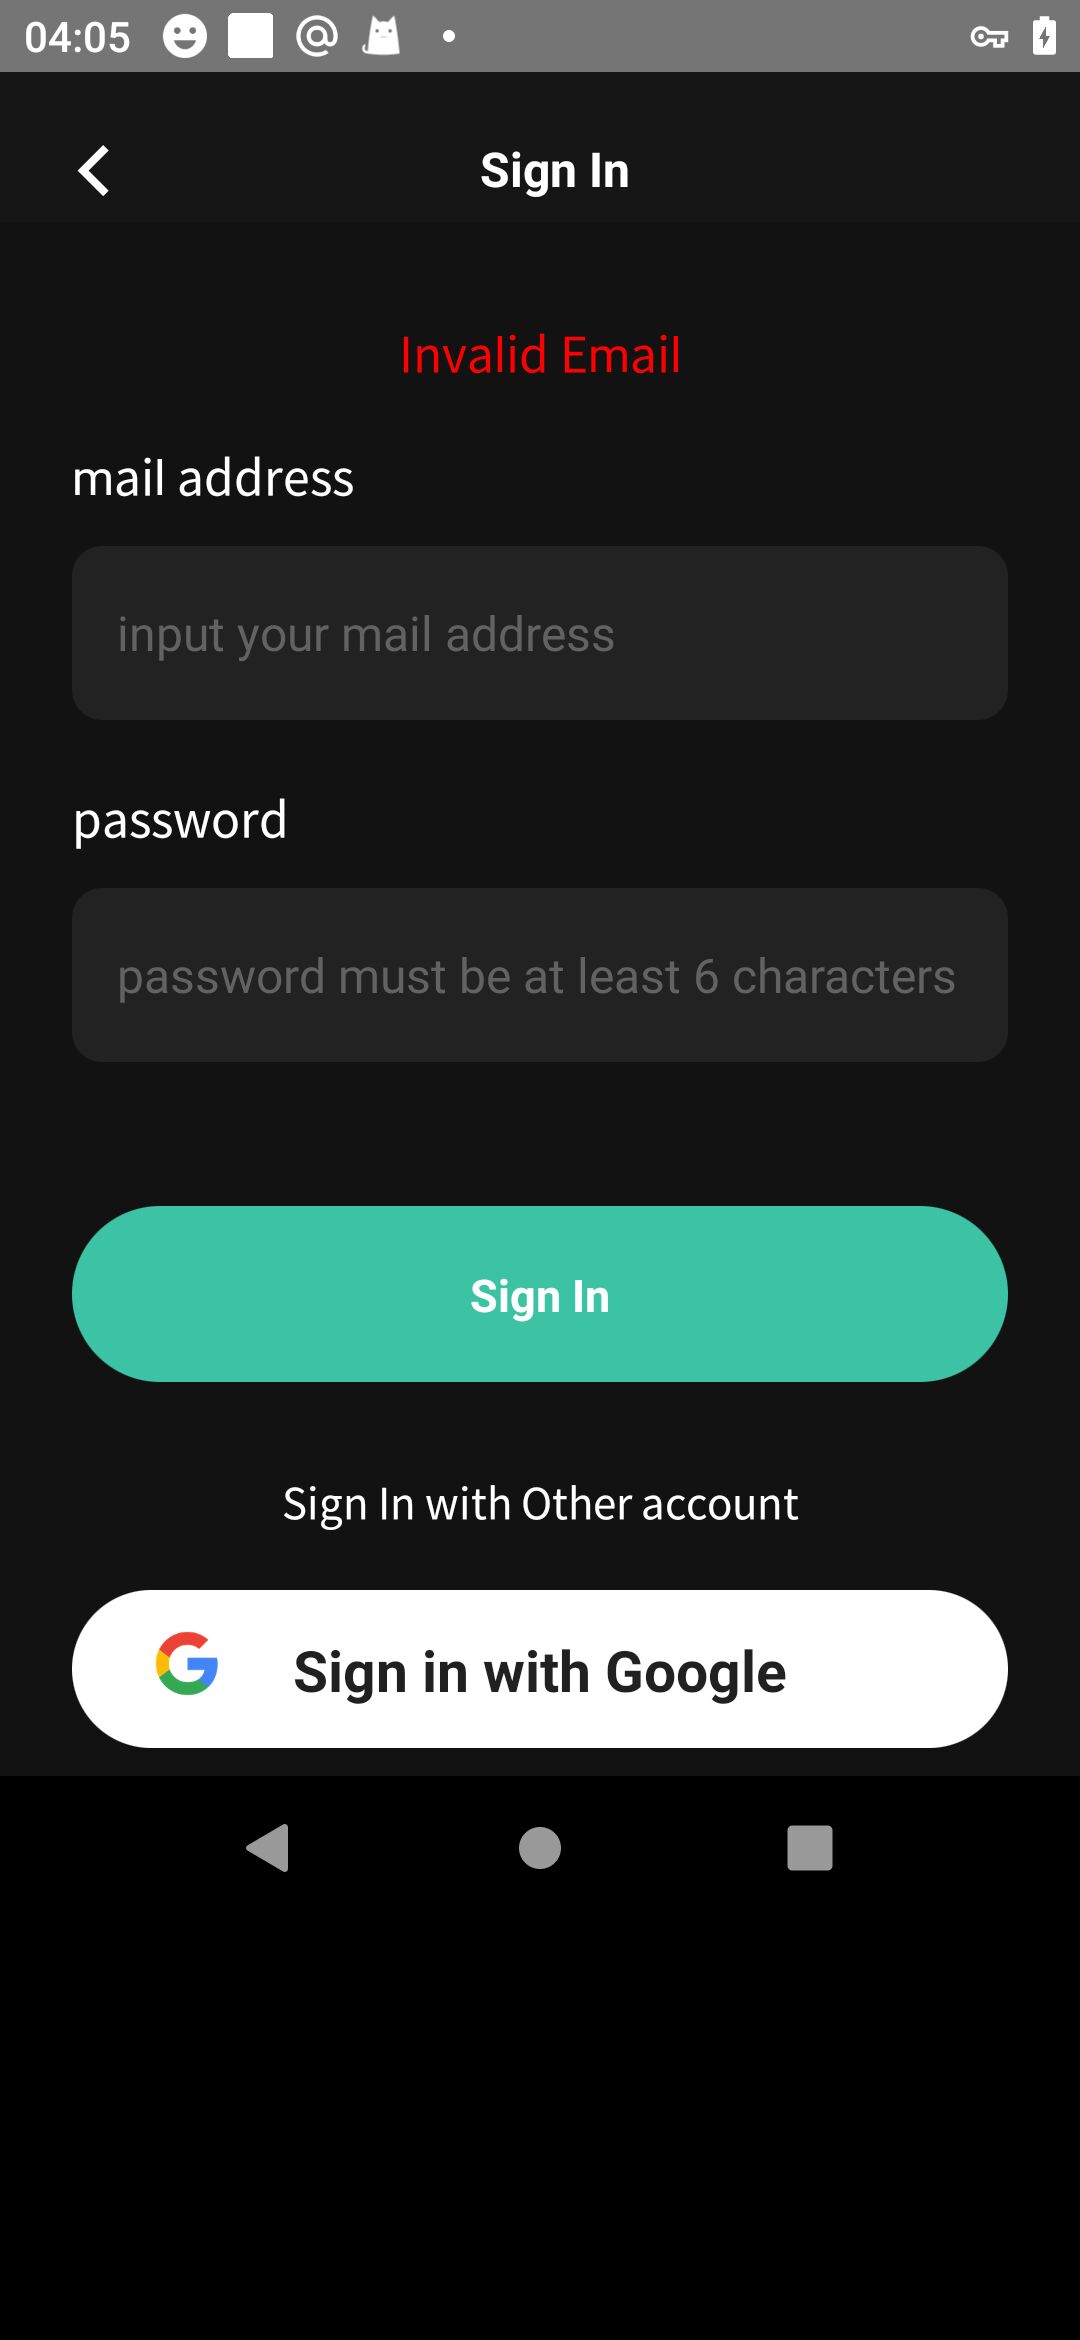 04:05
Sign In
Invalid Email
mail address
input your mail address
password
password must be at least 6 characters
Sign In
Sign In with Other account
Sign in with Google